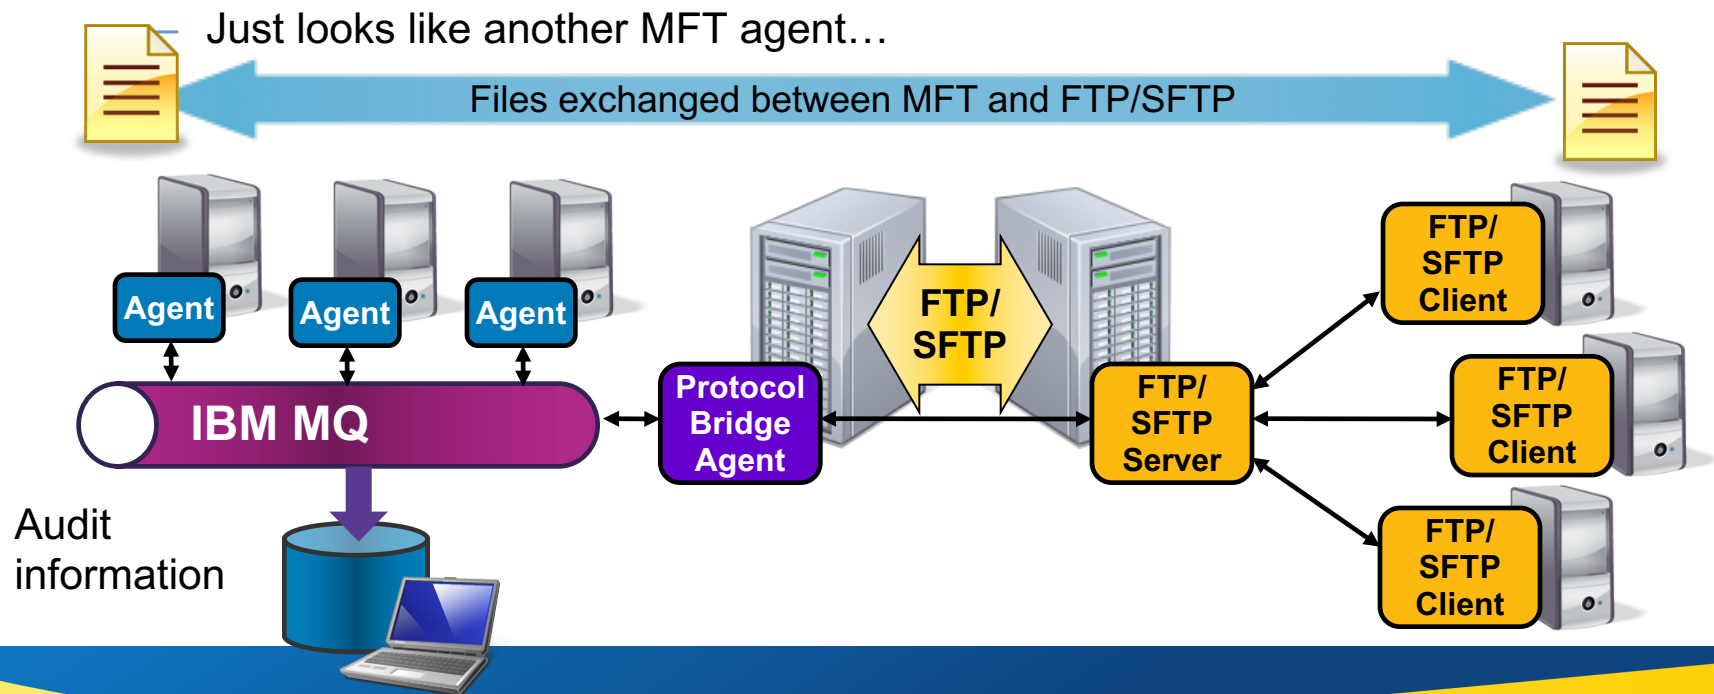 Just looks like another MFT agent…
Files exchanged between MFT and FTP/SFTP
Agent
Agent
Agent
IBM MQ
Protocol
Bridge
Agent
FTP/
SFTP
FTP/
SFTP
Server
FTP/
SFTP
Client
FTP/
SFTP
Client
FTP/
SFTP
Client
Audit
information